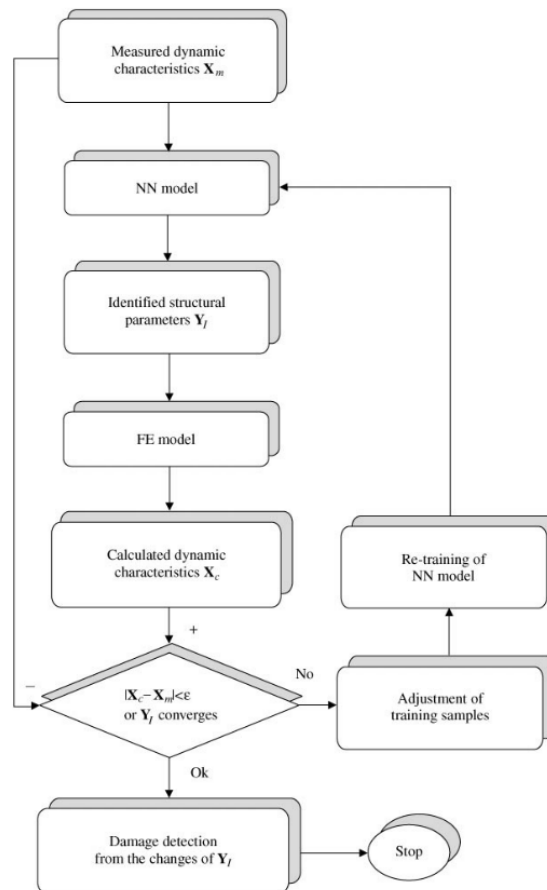 Measured dynamic
characteristics Xm
NN model
Identified structural
parameters YI
FE model
Calculated dynamic
characteristics Xc
Re-training of
NN model
+
−
No
|Xc−Xm|<ε
or YI converges
Adjustment of
training samples
Ok
Damage detection
from the changes of YI
Stop